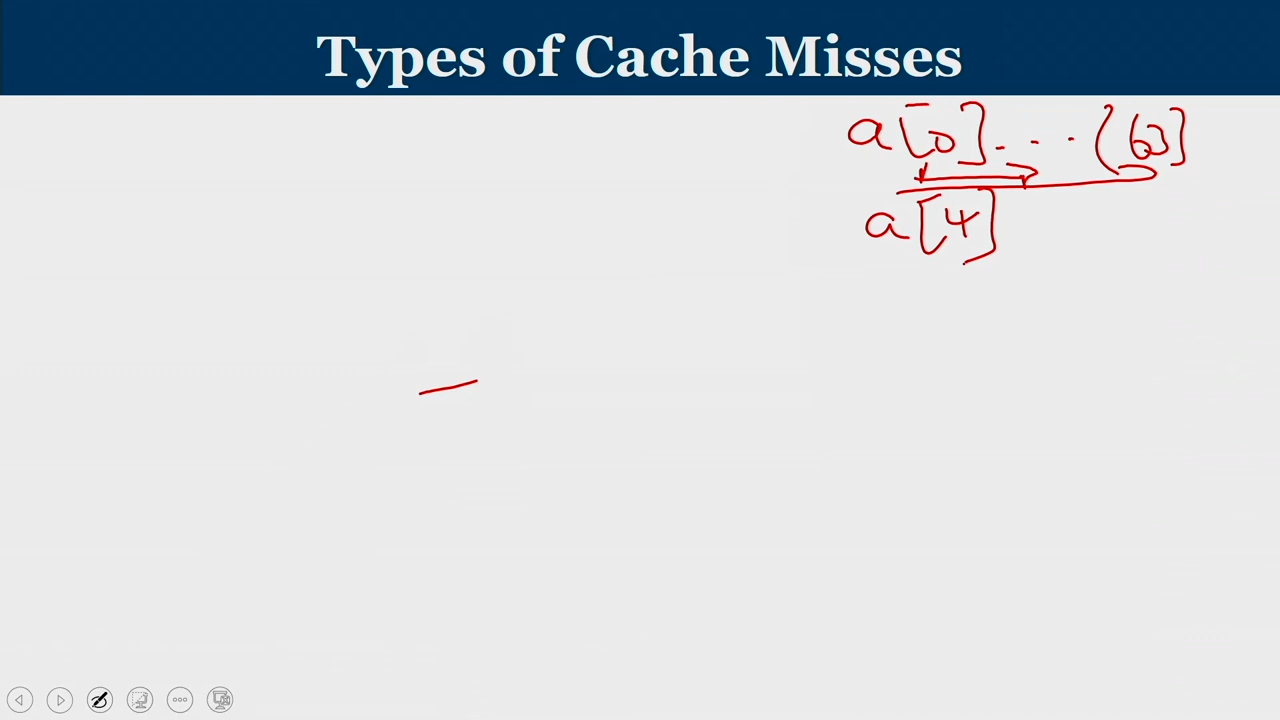 Types of Cache Misses
a[0]...[63]
a[4]